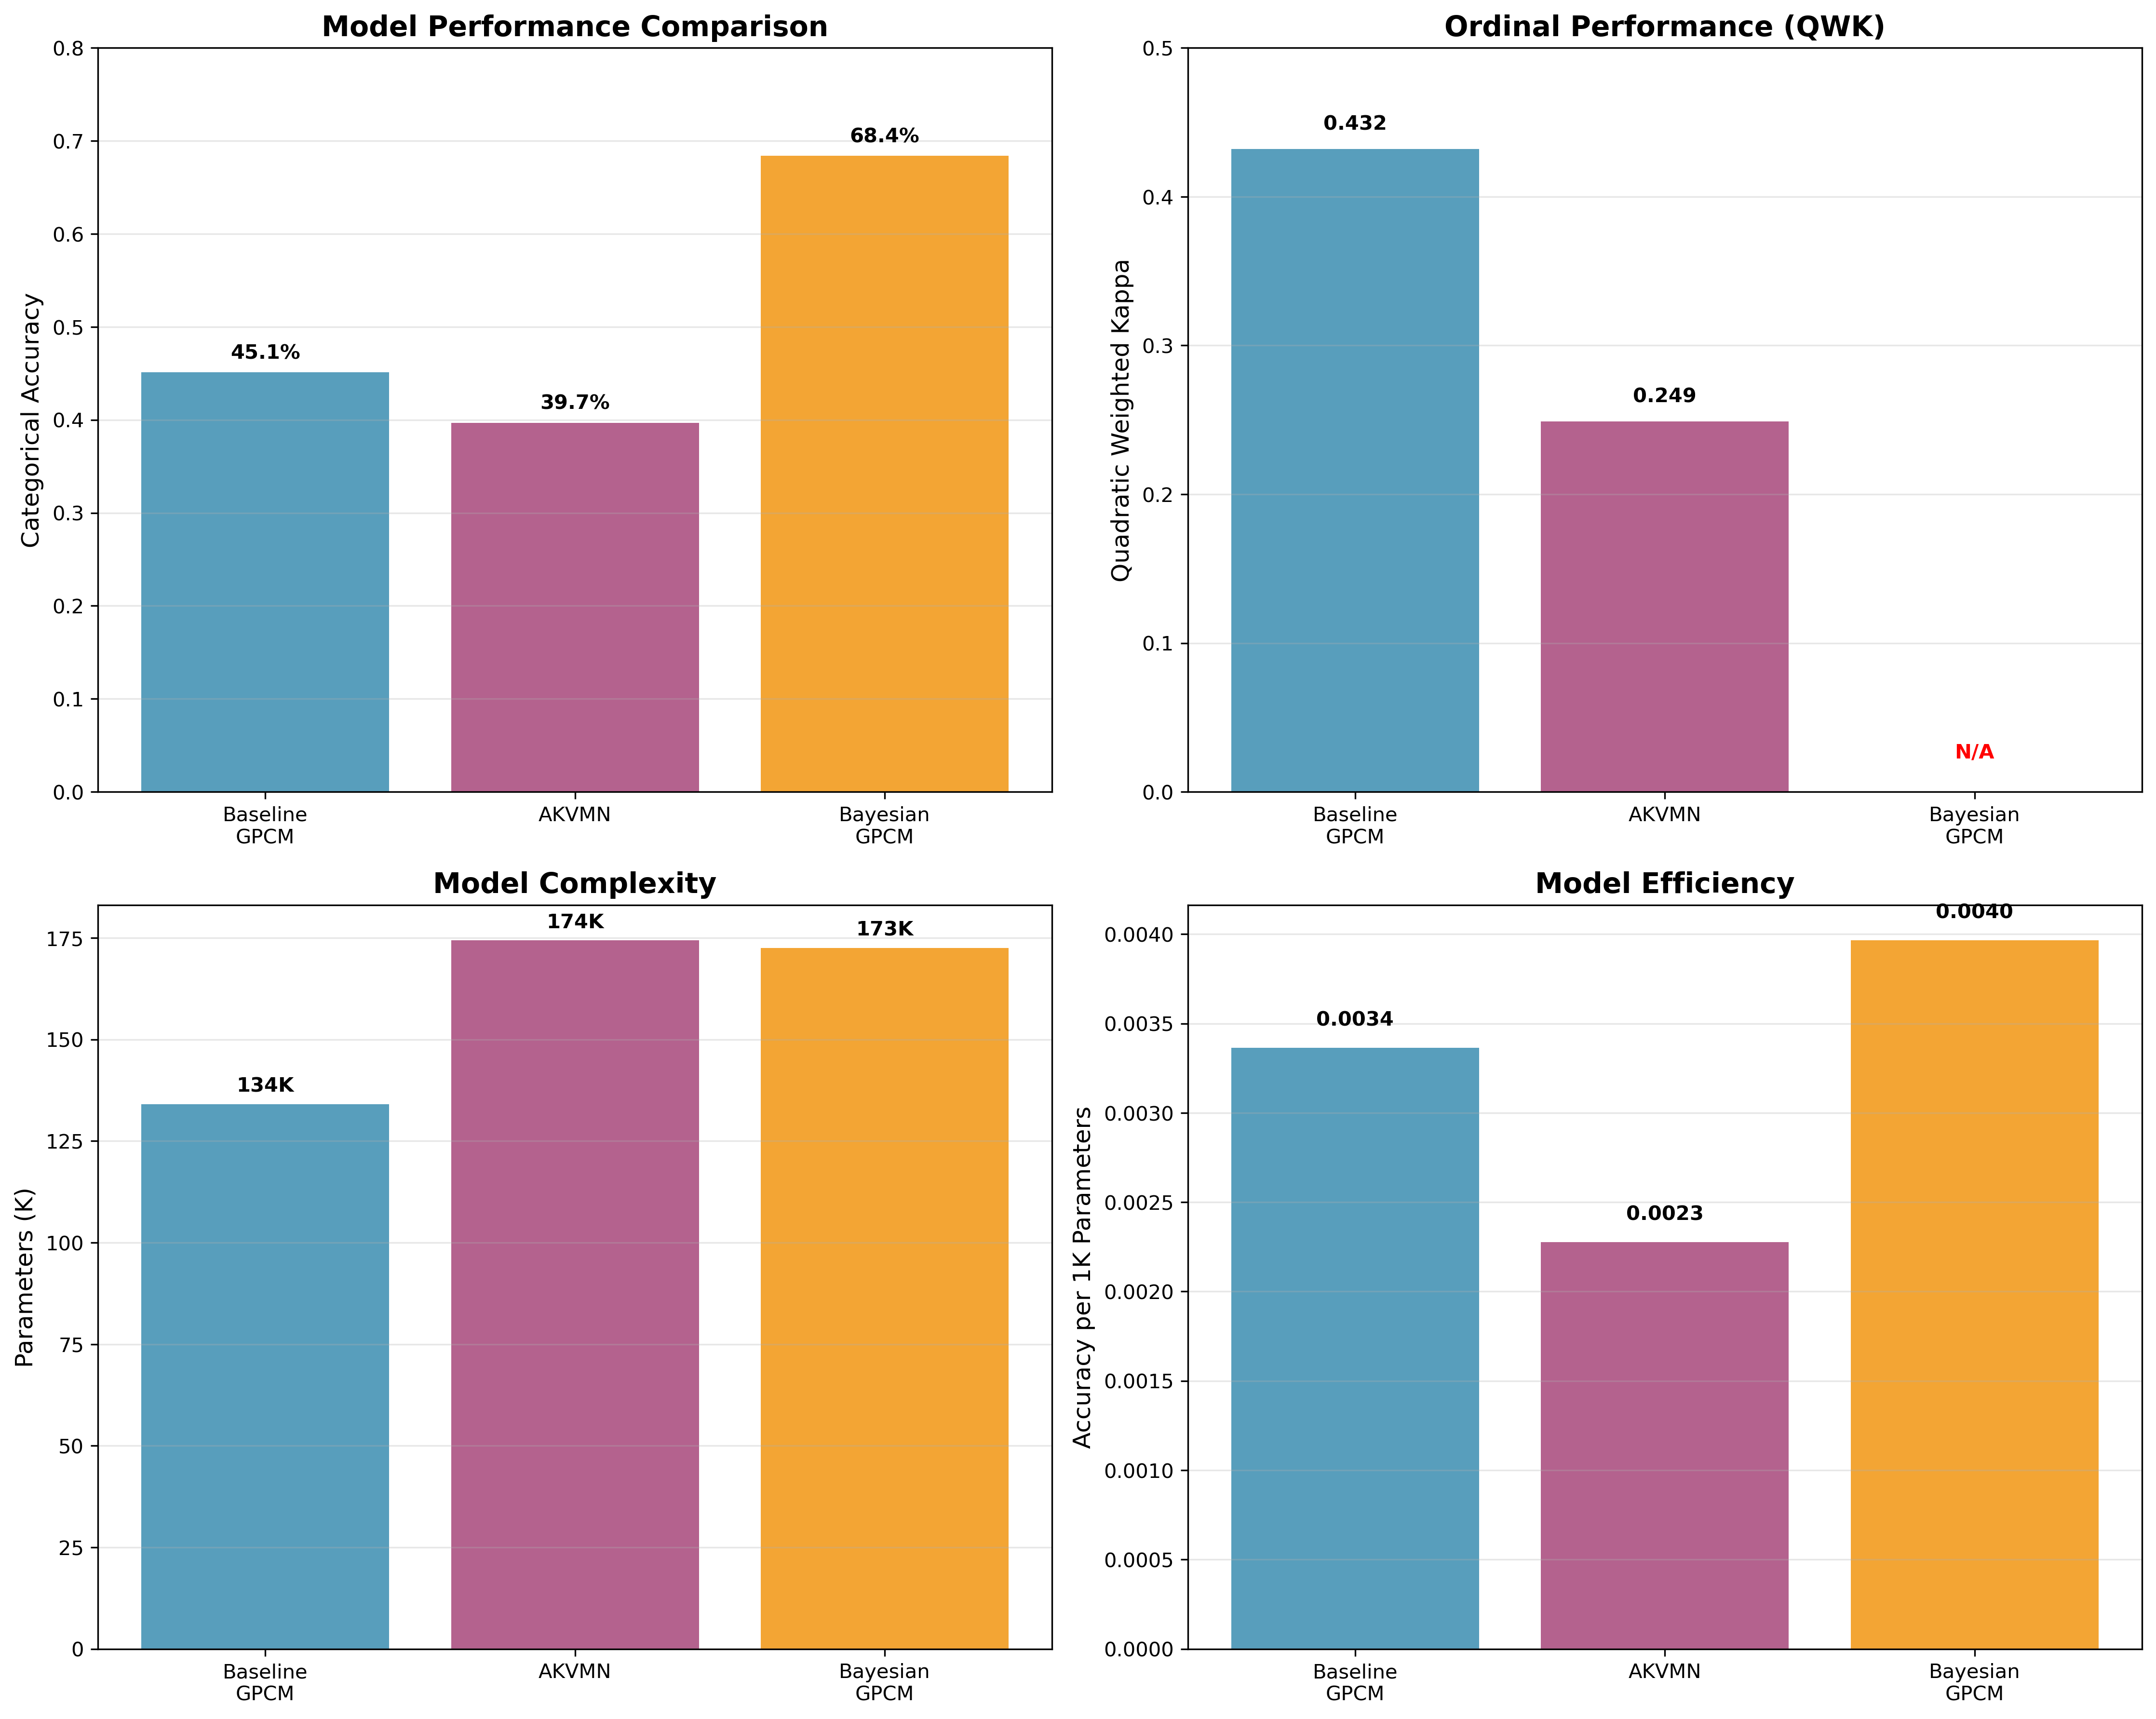 Model Performance Comparison
Categorical Accuracy
0.8
0.7
0.6
0.5
0.4
0.3
0.2
0.1
0.0
45.1%
39.7%
68.4%
Baseline
GPCM
AKVMN
Bayesian
GPCM
Ordinal Performance (QWK)
Quadratic Weighted Kappa
0.5
0.4
0.3
0.2
0.1
0.0
0.432
0.249
N/A
Baseline
GPCM
AKVMN
Bayesian
GPCM
Model Complexity
Parameters (K)
175
150
125
100
75
50
25
0
134K
174K
173K
Baseline
GPCM
AKVMN
Bayesian
GPCM
Model Efficiency
Accuracy per 1K Parameters
0.0040
0.0035
0.0030
0.0025
0.0020
0.0015
0.0010
0.0005
0.0000
0.0034
0.0023
0.0040
Baseline
GPCM
AKVMN
Bayesian
GPCM